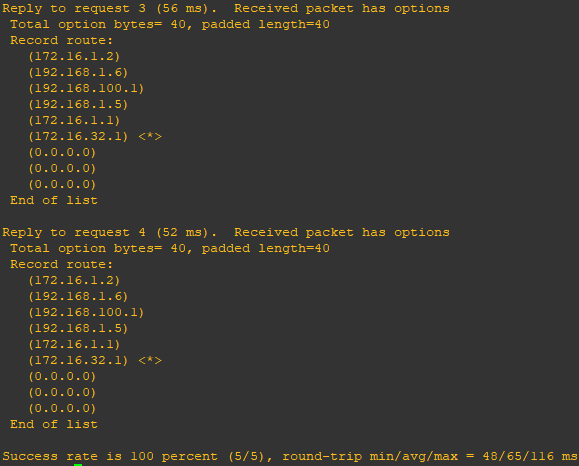 Reply to request 3 (56 ms).  Received packet has options
 Total option bytes= 40, padded length=40
 Record route:
   (172.16.1.2)
   (192.168.1.6)
   (192.168.100.1)
   (192.168.1.5)
   (172.16.1.1)
   (172.16.32.1) <*>
   (0.0.0.0)
   (0.0.0.0)
   (0.0.0.0)
 End of list

Reply to request 4 (52 ms).  Received packet has options
 Total option bytes= 40, padded length=40
 Record route:
   (172.16.1.2)
   (192.168.1.6)
   (192.168.100.1)
   (192.168.1.5)
   (172.16.1.1)
   (172.16.32.1) <*>
   (0.0.0.0)
   (0.0.0.0)
   (0.0.0.0)
 End of list

Success rate is 100 percent (5/5), round-trip min/avg/max = 48/65/116 ms